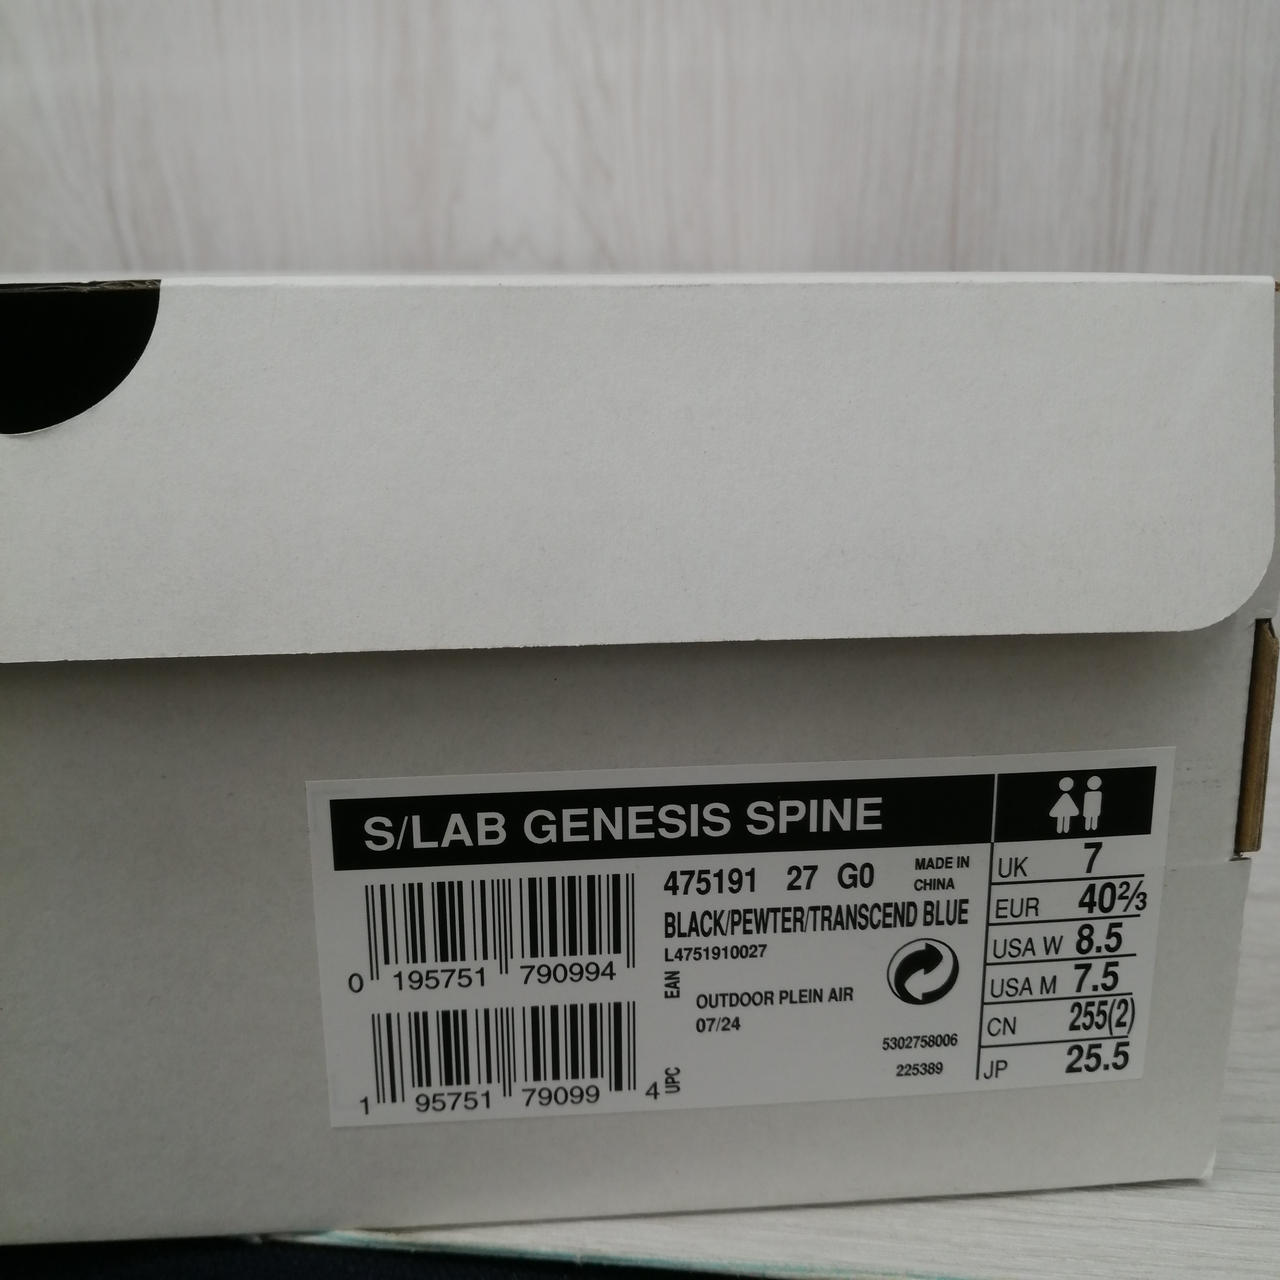 S/LAB GENESIS SPINE
475191 27 G0
MADE IN
CHINA
BLACK/PEWTER/TRANSCEND BLUE
L4751910027
0 195751 790994
EAN
OUTDOOR PLEIN AIR
07/24
5302758006
225389
1 95751 79099 4
UPC
UK 7
EUR 40⅔
USA W 8.5
USA M 7.5
CN 255(2)
JP 25.5